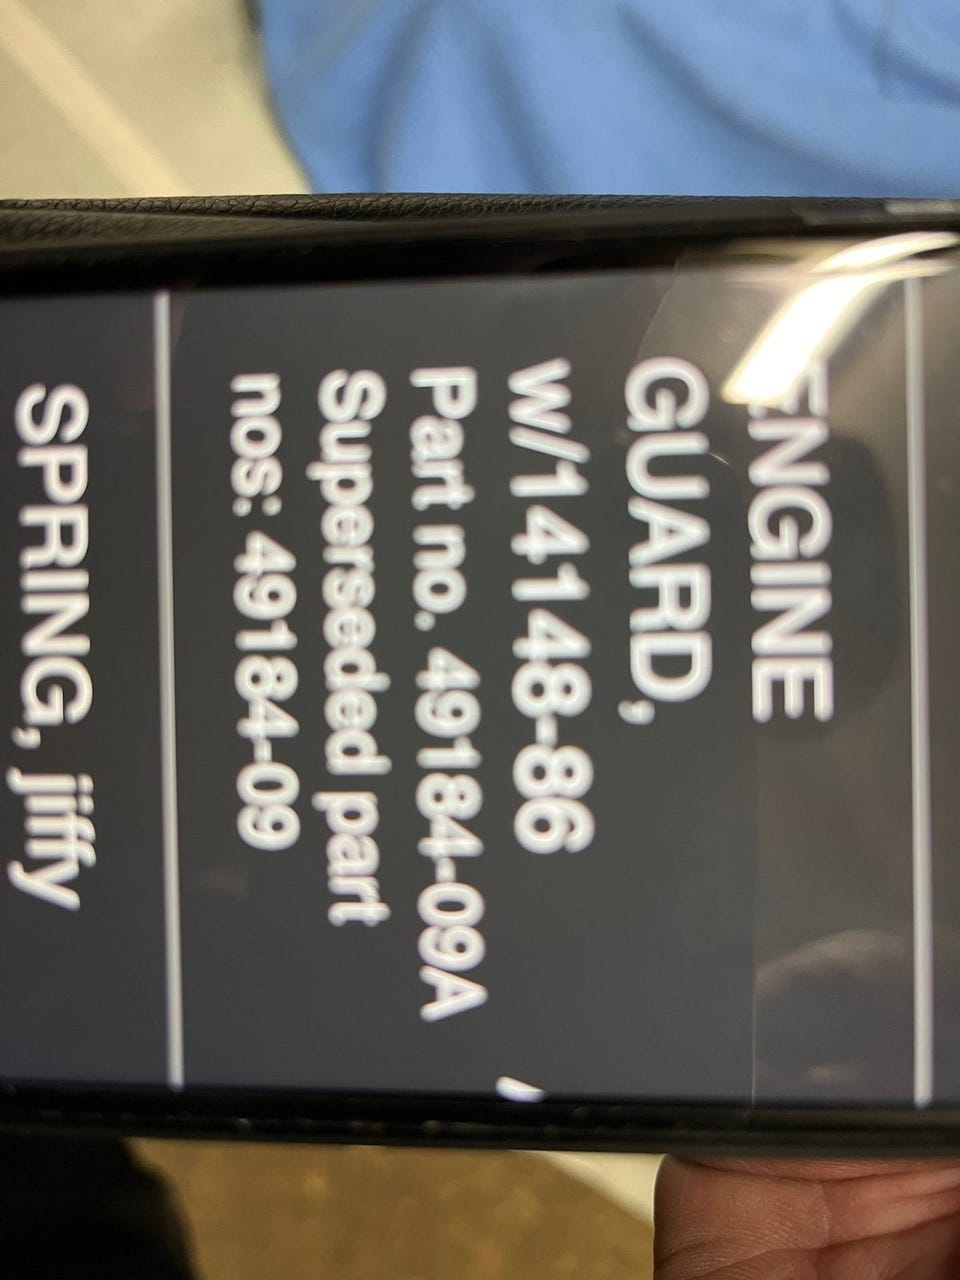 ENGINE
GUARD,
W/14148-86
Part no. 49184-09A
Superseded part
nos: 49184-09
SPRING, jiffy